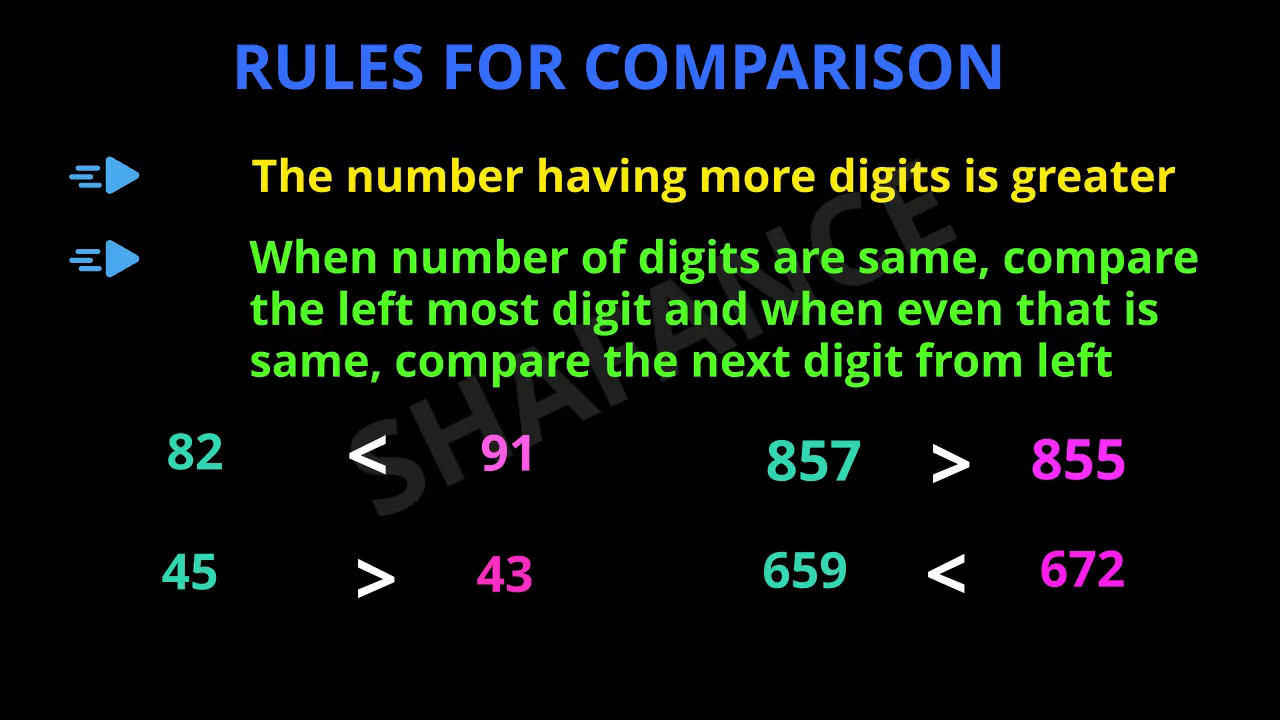 RULES FOR COMPARISON
The number having more digits is greater
When number of digits are same, compare
the left most digit and when even that is
same, compare the next digit from left
82 < 91 857 > 855
45 > 43 659 < 672